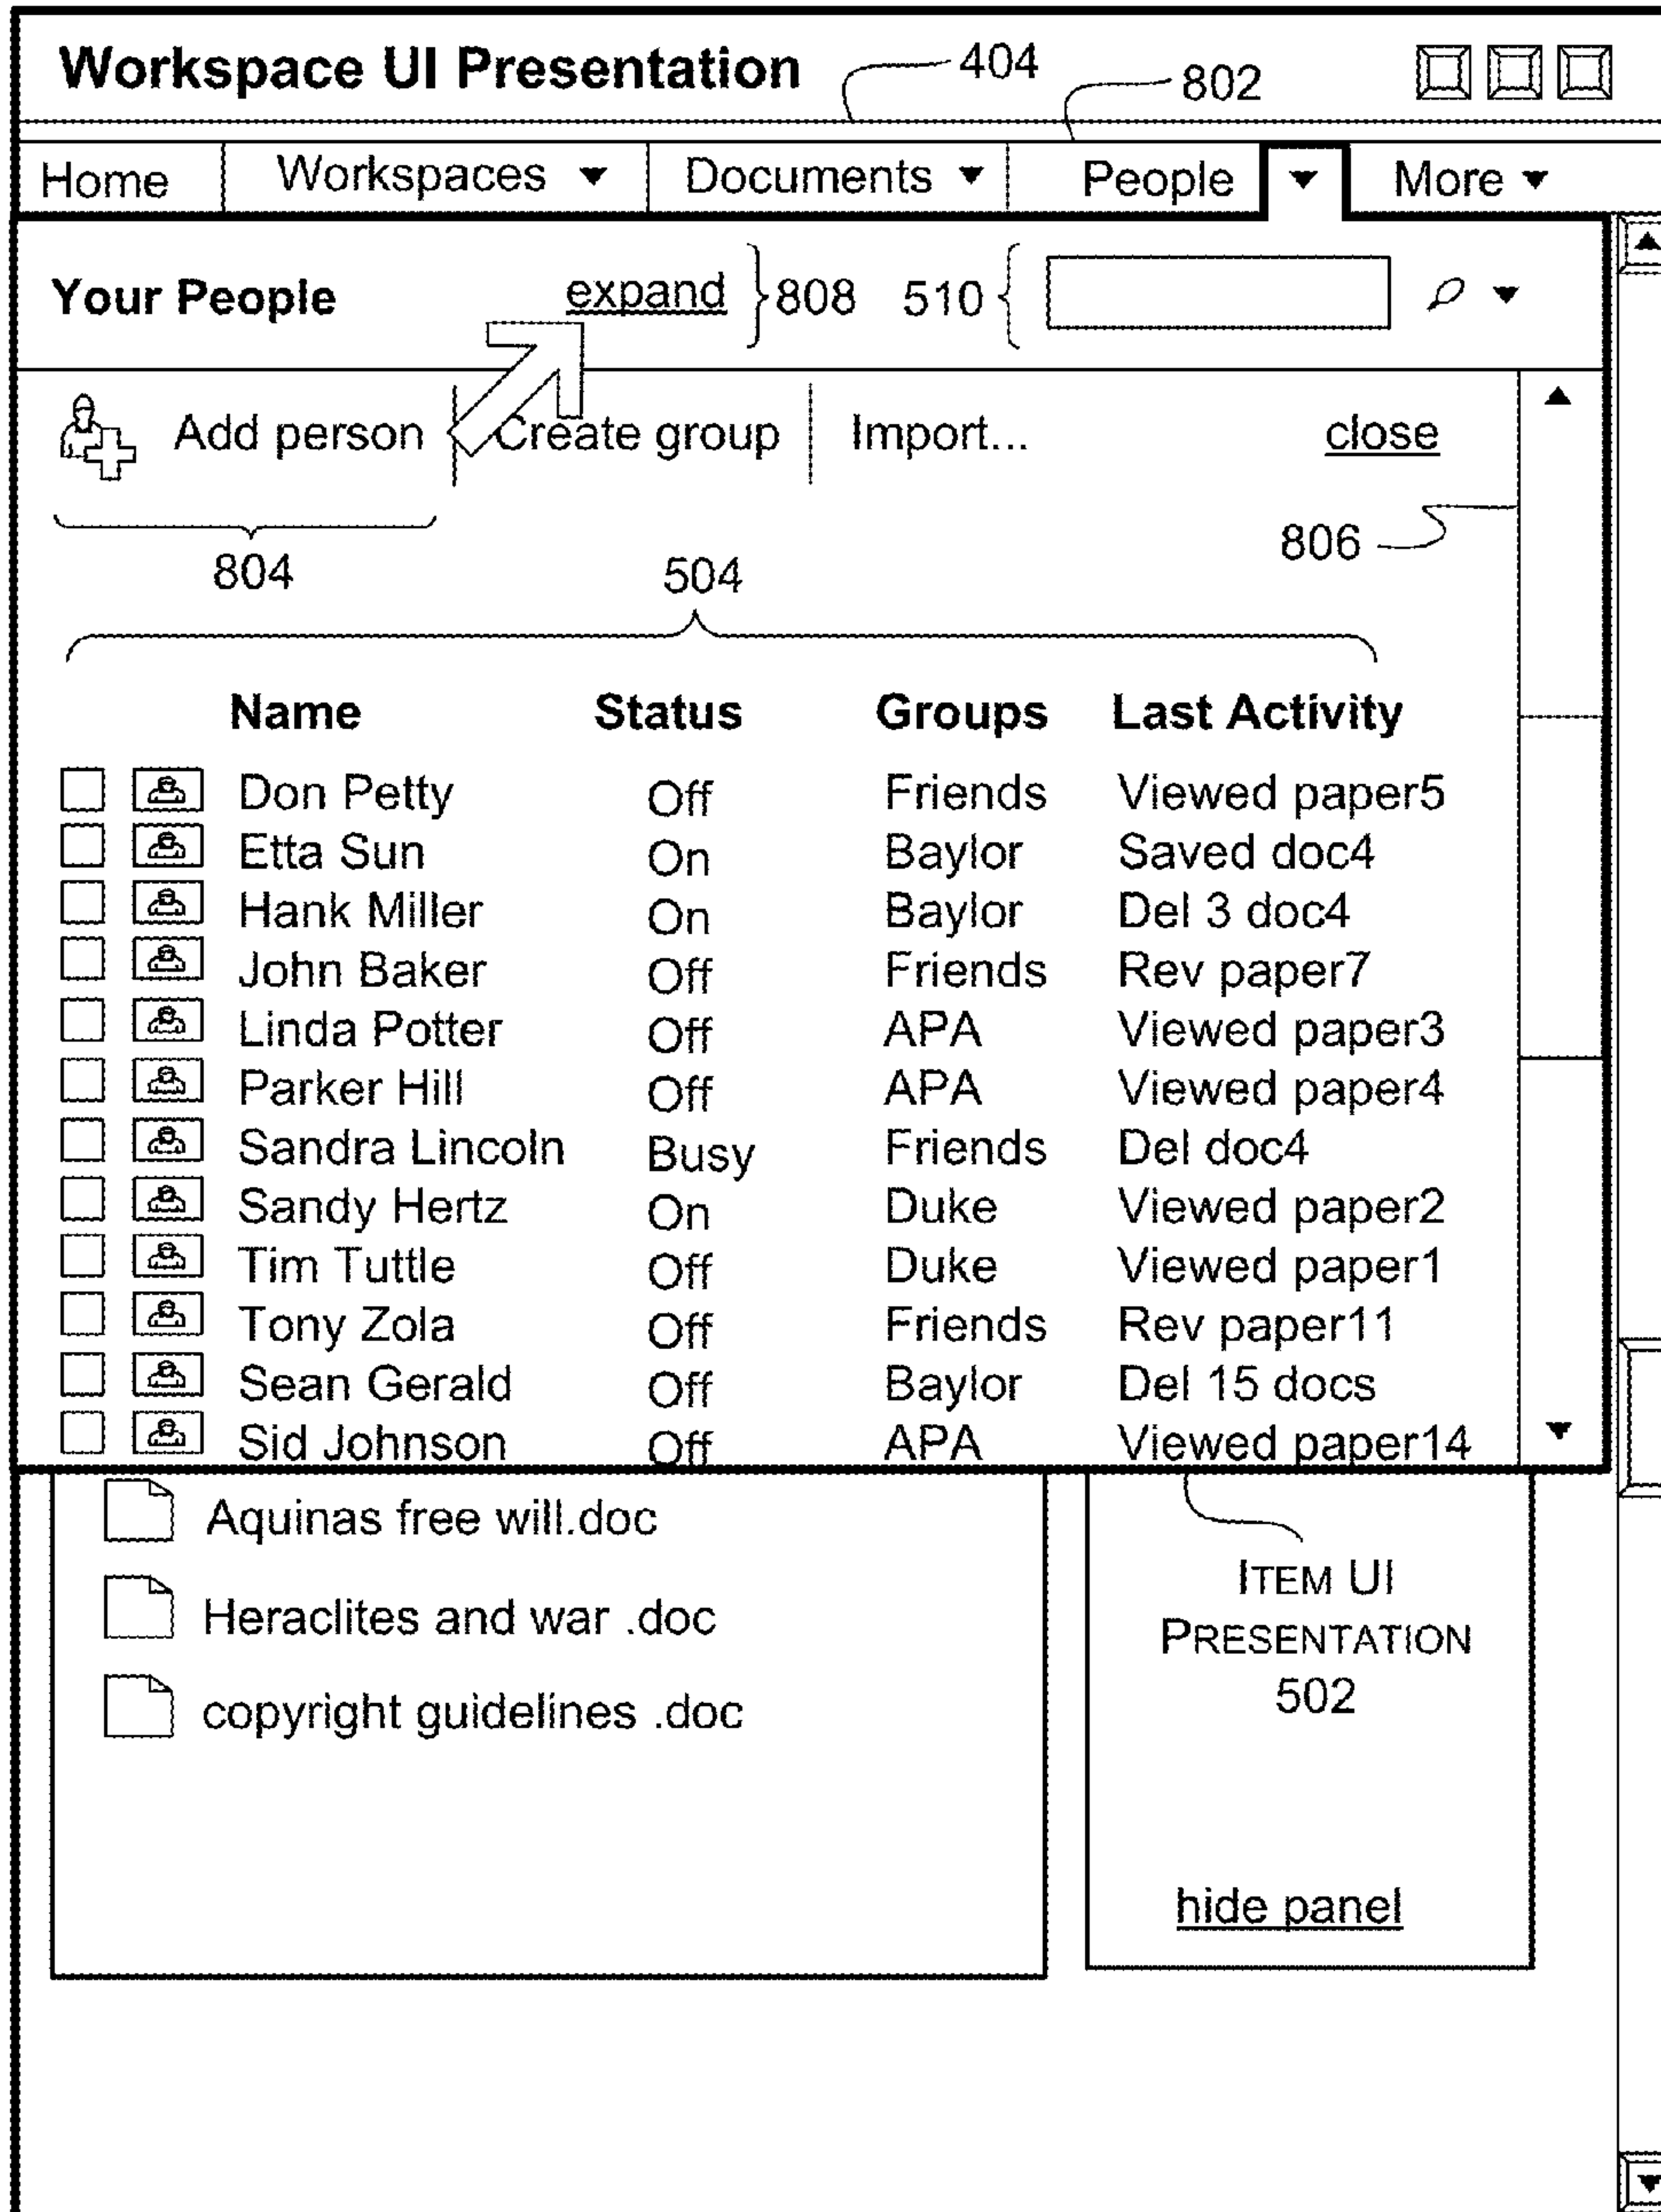 Workspace UI Presentation 404 802
Home Workspaces Documents People More
Your People expand 808 510
Add person Create group Import... close
804 504 806
Name Status Groups Last Activity
Don Petty Off Friends Viewed paper5
Etta Sun On Baylor Saved doc4
Hank Miller On Baylor Del 3 doc4
John Baker Off Friends Rev paper7
Linda Potter Off APA Viewed paper3
Parker Hill Off APA Viewed paper4
Sandra Lincoln Busy Friends Del doc4
Sandy Hertz On Duke Viewed paper2
Tim Tuttle Off Duke Viewed paper1
Tony Zola Off Friends Rev paper11
Sean Gerald Off Baylor Del 15 docs
Sid Johnson Off APA Viewed paper14
Aquinas free will.doc
Heraclites and war .doc
copyright guidelines .doc
ITEM UI
PRESENTATION
502
hide panel